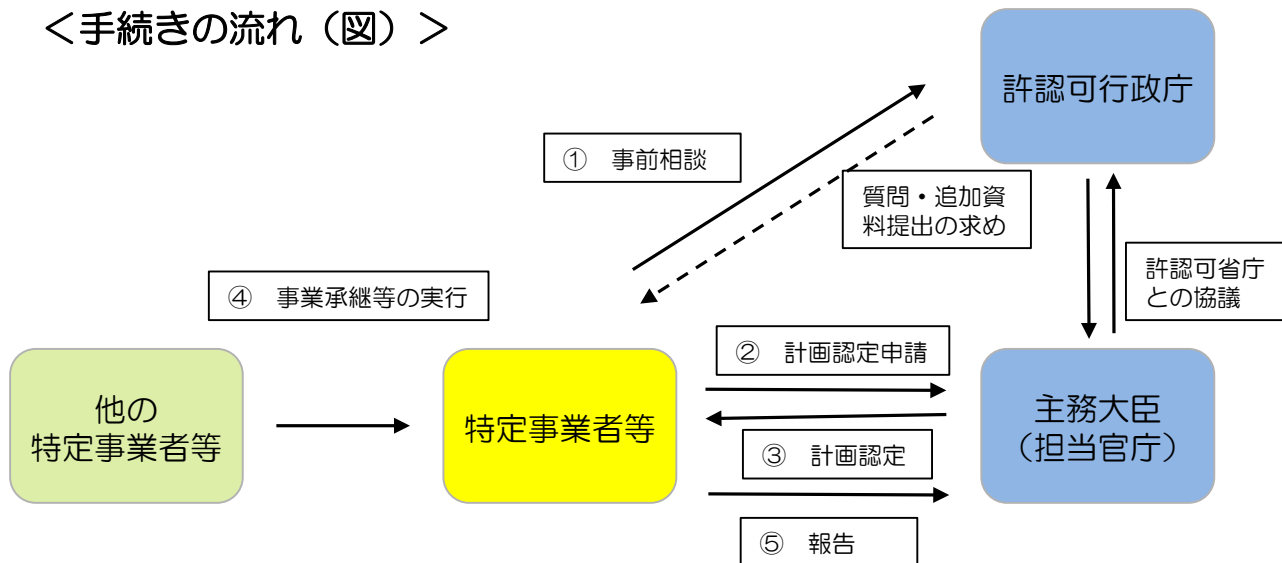 ＜手続きの流れ（図）＞
許認可行政庁
①　事前相談
質問・追加資
料提出の求め
許認可省庁
との協議
④　事業承継等の実行
②　計画認定申請
他の
特定事業者等
特定事業者等
主務大臣
（担当官庁）
③　計画認定
⑤　報告